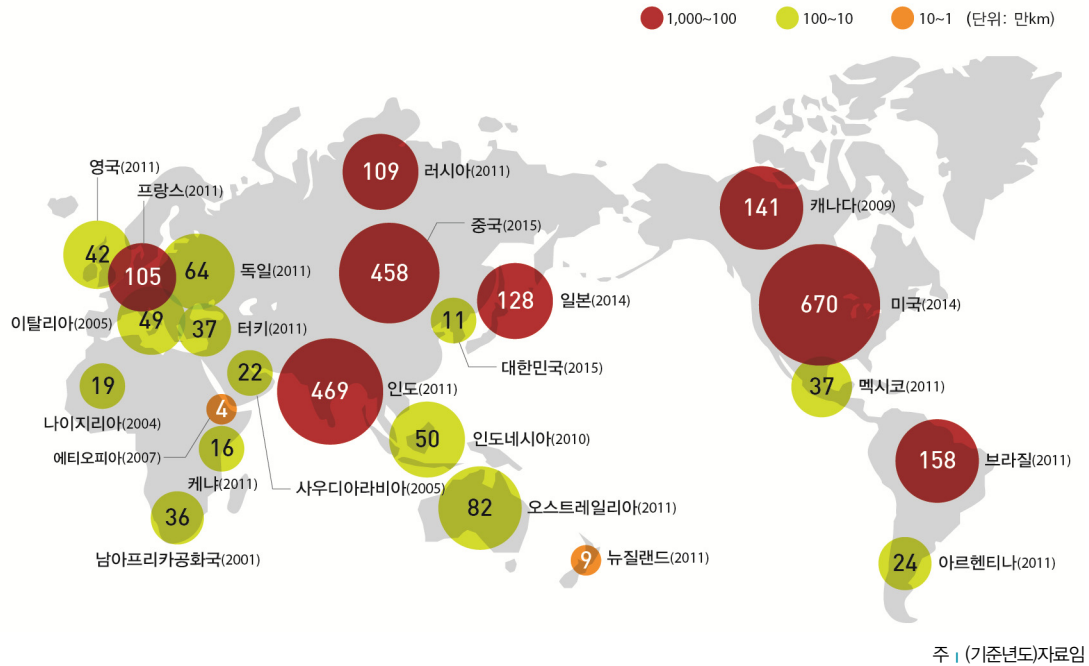 1,000~100 100~10 10~1 (단위: 만km)
영국(2011)
42
프랑스(2011)
105
64 독일(2011)
이탈리아(2005) 49
37 터키(2011)
109 러시아(2011)
중국(2015)
458
128 일본(2014)
11
대한민국(2015)
19
나이지리아(2004)
22
사우디아라비아(2005)
4
에티오피아(2007)
16
케냐(2011)
36
남아프리카공화국(2001)
469 인도(2011)
50 인도네시아(2010)
82 오스트레일리아(2011)
9 뉴질랜드(2011)
141 캐나다(2009)
670 미국(2014)
37 멕시코(2011)
158 브라질(2011)
24 아르헨티나(2011)
주 | (기준년도)자료임